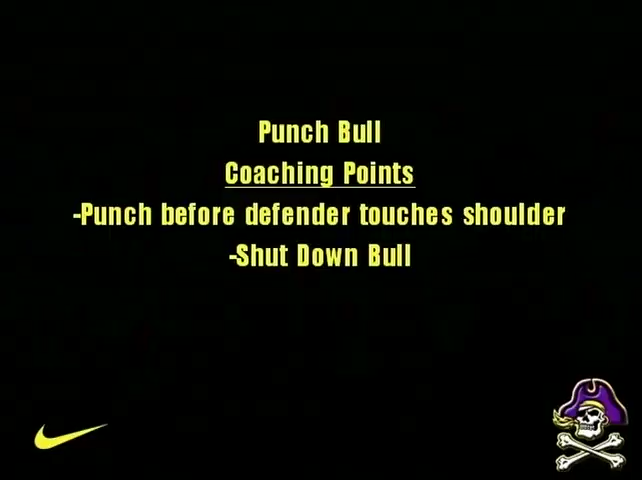 Punch Bull
Coaching Points
-Punch before defender touches shoulder
-Shut Down Bull